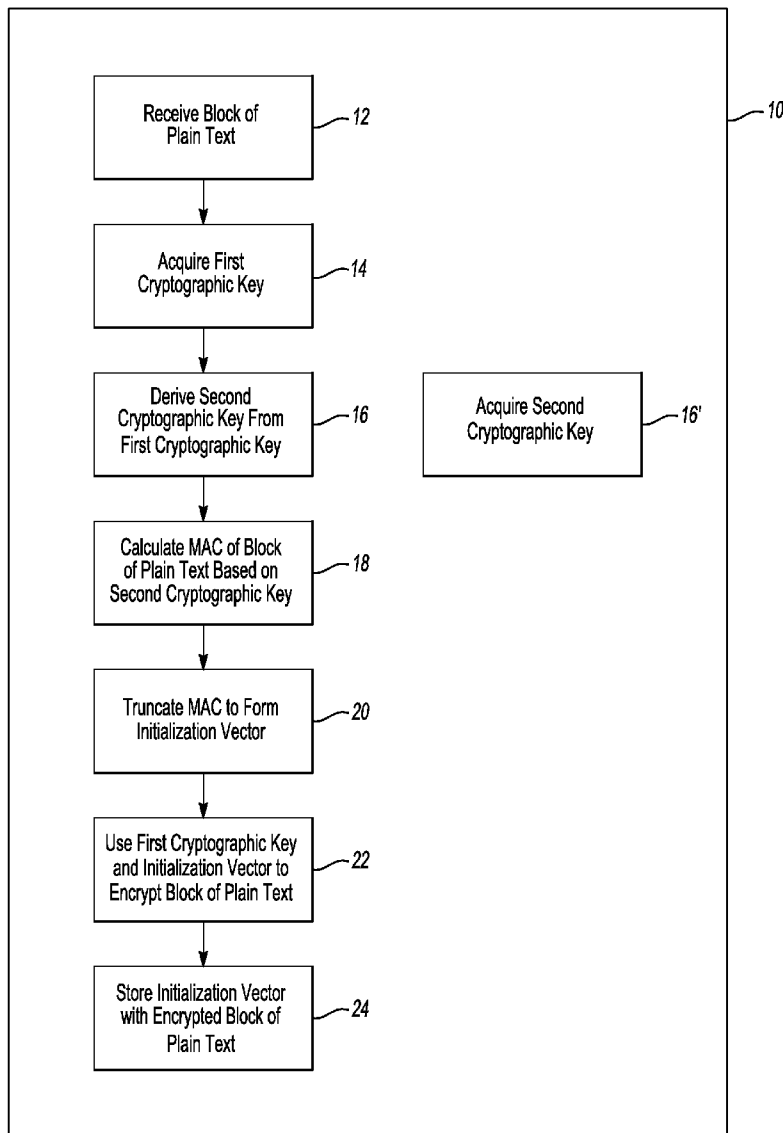 Receive Block of
Plain Text
12
10
Acquire First
Cryptographic Key
14
Derive Second
Cryptographic Key From
First Cryptographic Key
16
Acquire Second
Cryptographic Key
16'
Calculate MAC of Block
of Plain Text Based on
Second Cryptographic Key
18
Truncate MAC to Form
Initialization Vector
20
Use First Cryptographic Key
and Initialization Vector to
Encrypt Block of Plain Text
22
Store Initialization Vector
with Encrypted Block of
Plain Text
24